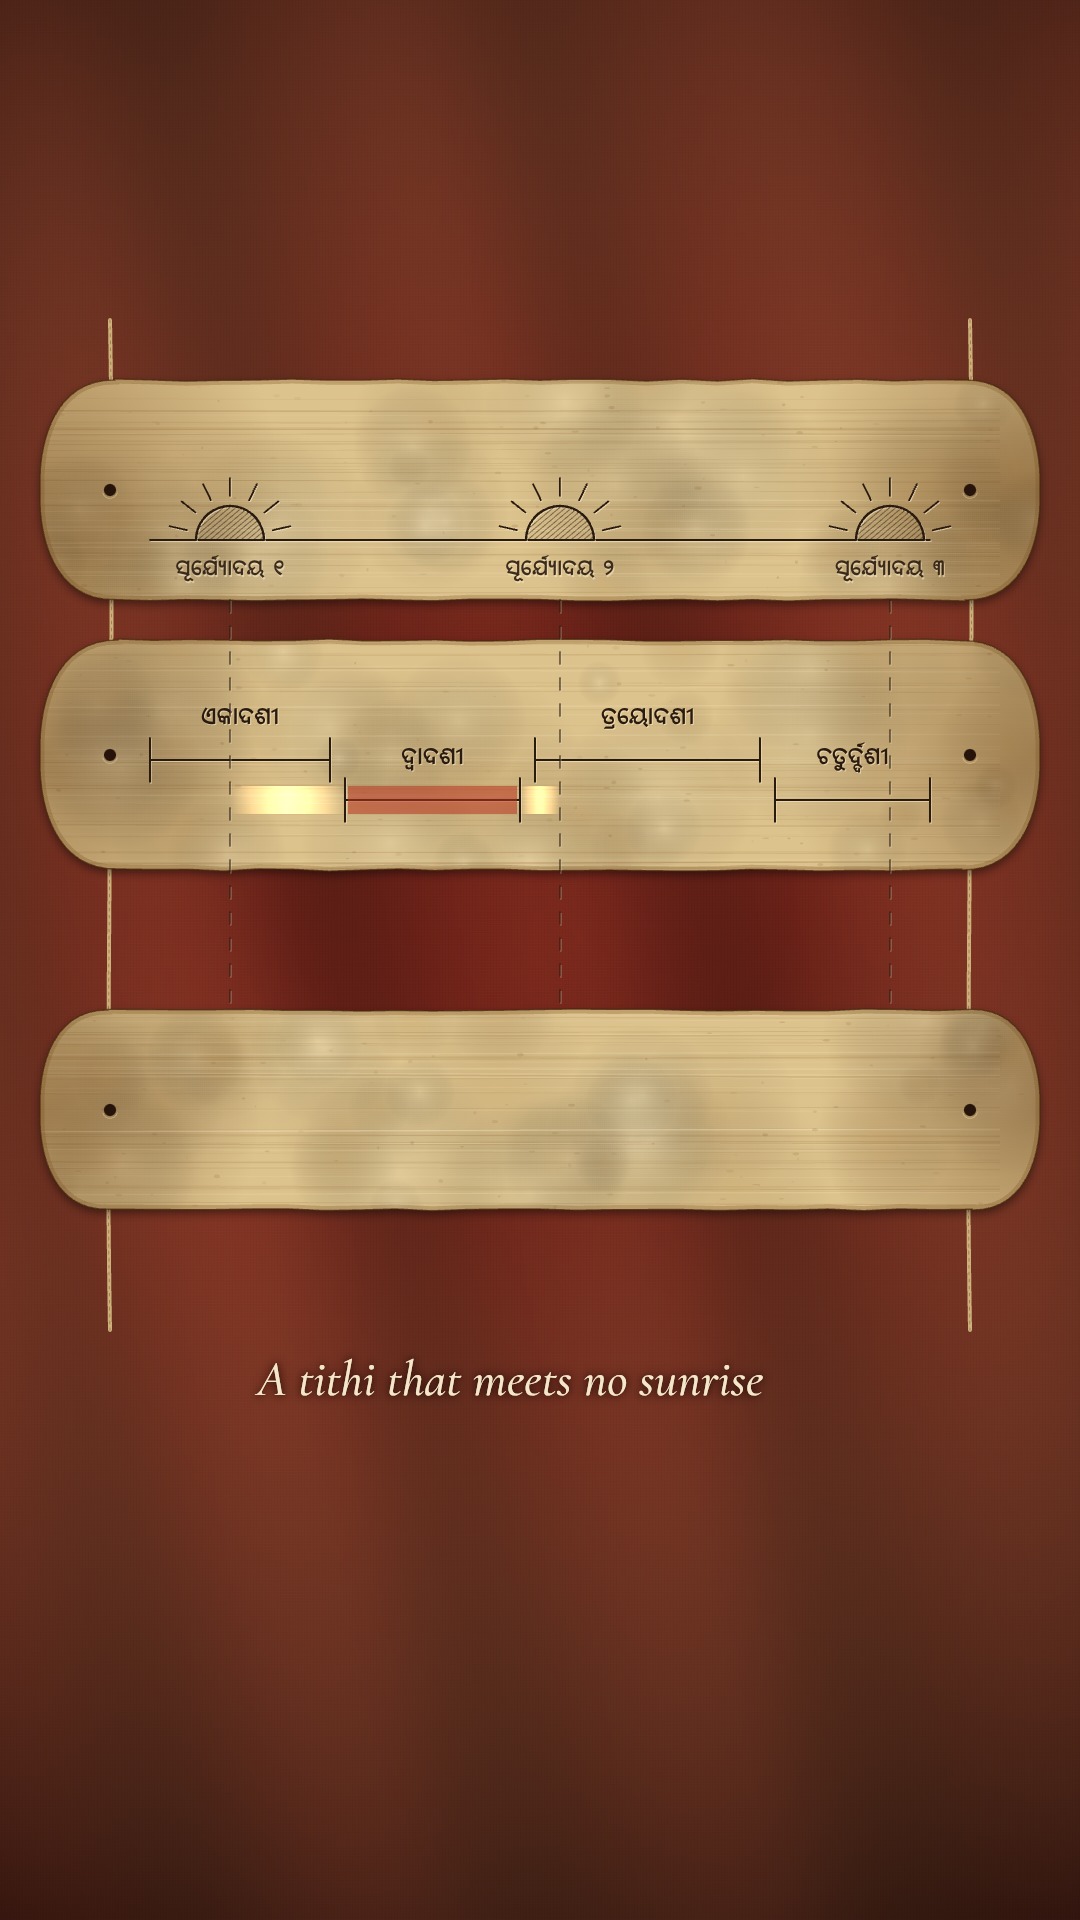 ସୂର୍ଯ୍ୟୋଦୟ ୧ ସୂର୍ଯ୍ୟୋଦୟ ୨ ସୂର୍ଯ୍ୟୋଦୟ ୩
ଏକାଦଶୀ ତ୍ରୟୋଦଶୀ
ଦ୍ୱାଦଶୀ ଚତୁର୍ଦ୍ଦଶୀ
A tithi that meets no sunrise